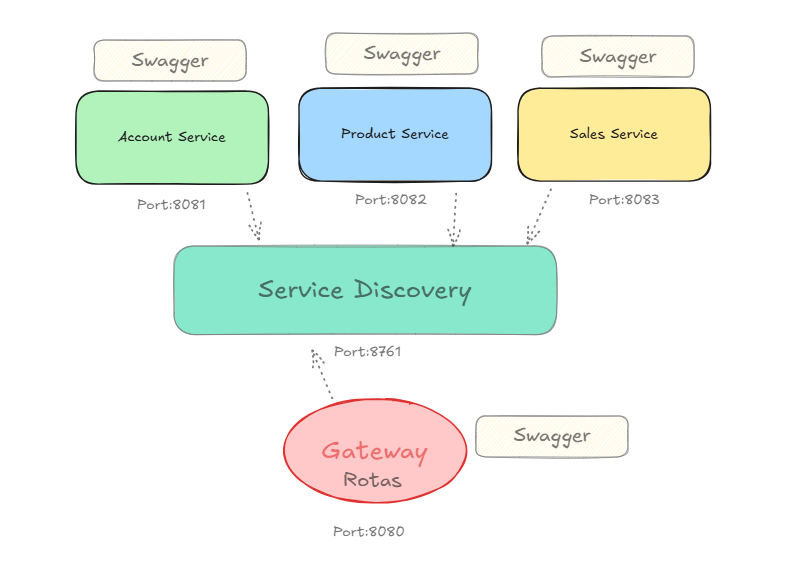 Swagger
Swagger
Swagger
Account Service
Product Service
Sales Service
Port:8081
Port:8082
Port:8083
Service Discovery
Port:8761
Gateway
Rotas
Swagger
Port:8080